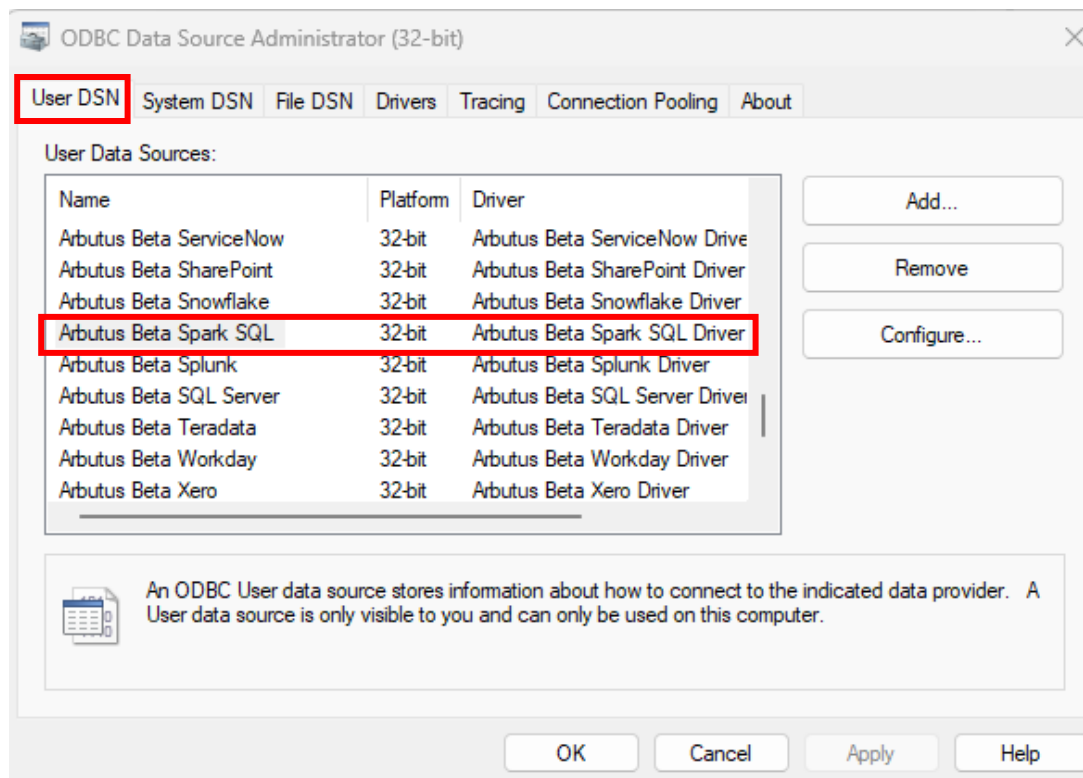 ODBC Data Source Administrator (32-bit)
User DSN System DSN File DSN Drivers Tracing Connection Pooling About
User Data Sources:
Name Platform Driver
Arbutus Beta ServiceNow 32-bit Arbutus Beta ServiceNow Drive
Arbutus Beta SharePoint 32-bit Arbutus Beta SharePoint Driver
Arbutus Beta Snowflake 32-bit Arbutus Beta Snowflake Driver
Arbutus Beta Spark SQL 32-bit Arbutus Beta Spark SQL Driver
Arbutus Beta Splunk 32-bit Arbutus Beta Splunk Driver
Arbutus Beta SQL Server 32-bit Arbutus Beta SQL Server Driver
Arbutus Beta Teradata 32-bit Arbutus Beta Teradata Driver
Arbutus Beta Workday 32-bit Arbutus Beta Workday Driver
Arbutus Beta Xero 32-bit Arbutus Beta Xero Driver
Add...
Remove
Configure...
An ODBC User data source stores information about how to connect to the indicated data provider. A
User data source is only visible to you and can only be used on this computer.
OK Cancel Apply Help